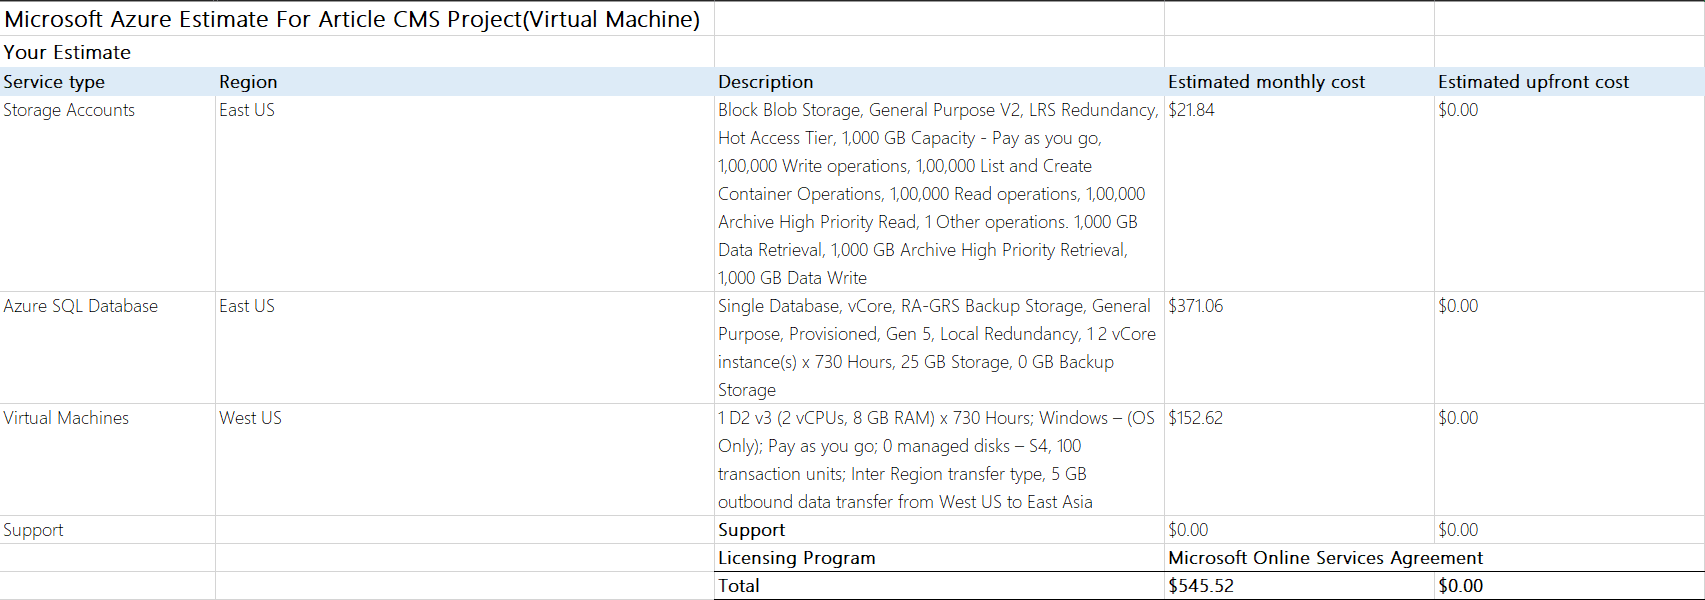 Microsoft Azure Estimate For Article CMS Project(Virtual Machine)
Your Estimate
Service type Region Description Estimated monthly cost Estimated upfront cost
Storage Accounts East US Block Blob Storage, General Purpose V2, LRS Redundancy, $21.84 $0.00
Hot Access Tier, 1,000 GB Capacity - Pay as you go,
1,00,000 Write operations, 1,00,000 List and Create
Container Operations, 1,00,000 Read operations, 1,00,000
Archive High Priority Read, 1 Other operations. 1,000 GB
Data Retrieval, 1,000 GB Archive High Priority Retrieval,
1,000 GB Data Write
Azure SQL Database East US Single Database, vCore, RA-GRS Backup Storage, General $371.06 $0.00
Purpose, Provisioned, Gen 5, Local Redundancy, 1 2 vCore
instance(s) x 730 Hours, 25 GB Storage, 0 GB Backup
Storage
Virtual Machines West US 1 D2 v3 (2 vCPUs, 8 GB RAM) x 730 Hours; Windows – (OS $152.62 $0.00
Only); Pay as you go; 0 managed disks – S4, 100
transaction units; Inter Region transfer type, 5 GB
outbound data transfer from West US to East Asia
Support Support $0.00 $0.00
Licensing Program Microsoft Online Services Agreement
Total $545.52 $0.00